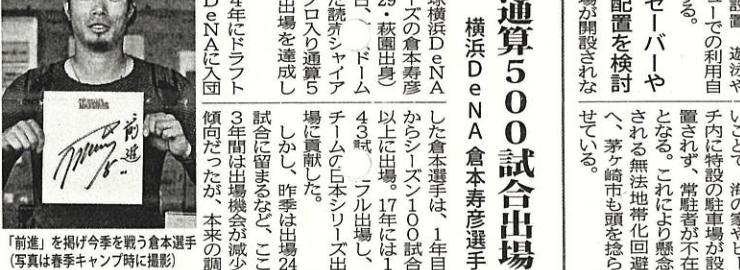 設置　遊泳や
ューでの利用自
る。
セーバーや
配置を検討
場が開設されな
いことで、海の家やビー
チ内に特設の駐車場が設
置されず、常駐者が不在
となる。これにより懸念
される無法地帯化回避
へ、茅ヶ崎市も頭を捻ら
せている。
通算500試合出場
横浜DeNA 倉本寿彦選手
球横浜DeNA
ーズの倉本寿彦
29・萩園出身）
日、ドーム
た読売ジャイア
プロ入り通算5
出場を達成し
4年にドラフト
DeNAに入団
した倉本選手は、1年目
からシーズン100試合
以上に出場。17年には1
43試フル出場し、
チームの日本シリーズ出
場に貢献した。
しかし、昨季は出場24
試合に留まるなど、ここ
3年間は出場機会が減少
傾向だったが、本来の調
前進
「前進」を掲げ今季を戦う倉本選手
（写真は春季キャンプ時に撮影）